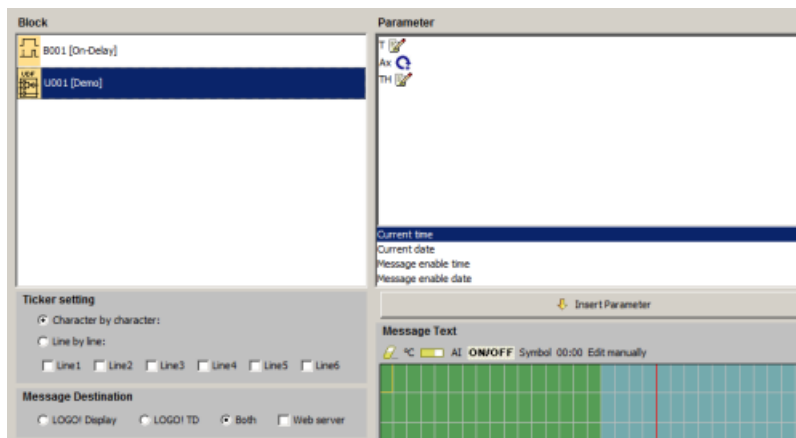 Block
B001 [On-Delay]
UDF
U001 [Demo]
Parameter
T
Ax
TH
Current time
Current date
Message enable time
Message enable date
Insert Parameter
Ticker setting
Character by character:
Line by line:
Line1 Line2 Line3 Line4 Line5 Line6
Message Destination
LOGO! Display LOGO! TD Both Web server
Message Text
°C AI ON/OFF Symbol 00:00 Edit manually